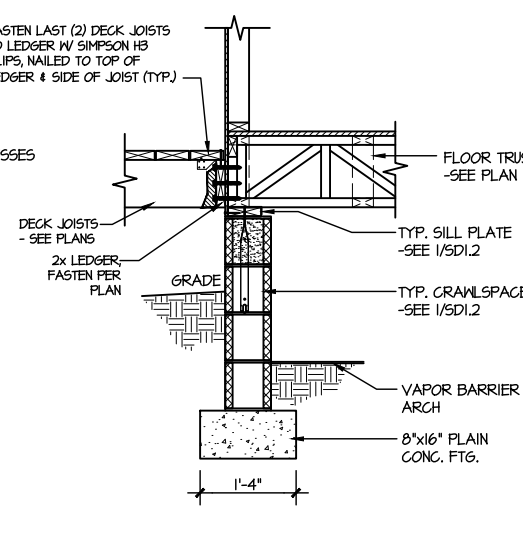 ASTEN LAST (2) DECK JOISTS
O LEDGER W/ SIMPSON H3
LIPS, NAILED TO TOP OF
EDGER & SIDE OF JOIST (TYP.)
SSES
FLOOR TRUS
-SEE PLAN
DECK JOISTS
- SEE PLANS
TYP. SILL PLATE
-SEE 1/SD1.2
2x LEDGER,
FASTEN PER
PLAN
GRADE
TYP. CRAWLSPACE
-SEE 1/SD1.2
VAPOR BARRIER
ARCH
8"x16" PLAIN
CONC. FTG.
1'-4"